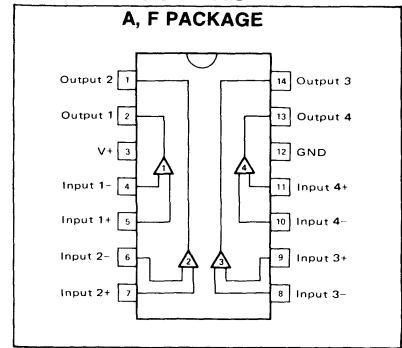 A, F PACKAGE
Output 2 1
14 Output 3
Output 1 2
13 Output 4
V+ 3
12 GND
1
4
Input 1- 4
11 Input 4+
Input 1+ 5
10 Input 4-
Input 2- 6
9 Input 3+
2
3
Input 2+ 7
8 Input 3-